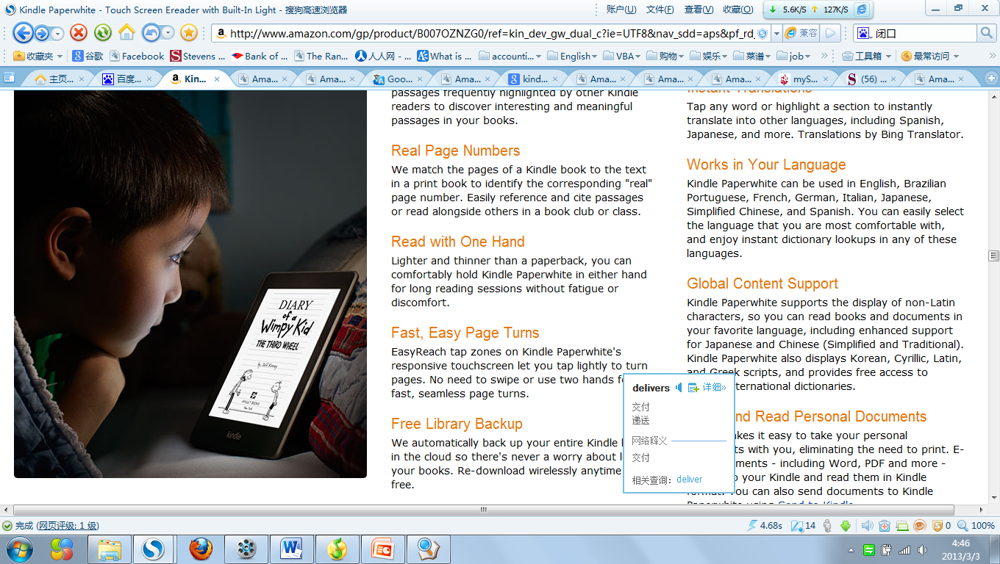 Kindle Paperwhite - Touch Screen Ereader with Built-In Light - 搜狗高速浏览器
账户(U) 文件(F) 查看(V) 收藏(O)
5.6K/S 127K/S
http://www.amazon.com/gp/product/B007OZNZG0/ref=kin_dev_gw_dual_c?ie=UTF8&nav_sdd=aps&pf_rd_
兼容
闭口
收藏夹 谷歌 Facebook Stevens ... Bank of ... The Ran... 人人网 - ... What is ... accounti... English VBA 购物 娱乐 菜谱 job » 工具箱 最常访问 »
主页... 百度... Kin... Ama... Ama... Goo... Ama... kind... Ama... Ama... Ama... myS... (56) ... Ama...
DIARY
of a
Wimpy Kid
THE THIRD WHEEL
by Jeff Kinney
kindle
passages frequently highlighted by other Kindle
readers to discover interesting and meaningful
passages in your books.
Real Page Numbers
We match the pages of a Kindle book to the text
in a print book to identify the corresponding "real"
page number. Easily reference and cite passages
or read alongside others in a book club or class.
Read with One Hand
Lighter and thinner than a paperback, you can
comfortably hold Kindle Paperwhite in either hand
for long reading sessions without fatigue or
discomfort.
Fast, Easy Page Turns
EasyReach tap zones on Kindle Paperwhite's
responsive touchscreen let you tap lightly to turn
pages. No need to swipe or use two hands f
fast, seamless page turns.
Free Library Backup
We automatically back up your entire Kindle
in the cloud so there's never a worry about
your books. Re-download wirelessly anytime
free.
Instant Translations
Tap any word or highlight a section to instantly
translate into other languages, including Spanish,
Japanese, and more. Translations by Bing Translator.
Works in Your Language
Kindle Paperwhite can be used in English, Brazilian
Portuguese, French, German, Italian, Japanese,
Simplified Chinese, and Spanish. You can easily select
the language that you are most comfortable with,
and enjoy instant dictionary lookups in any of these
languages.
Global Content Support
Kindle Paperwhite supports the display of non-Latin
characters, so you can read books and documents in
your favorite language, including enhanced support
for Japanese and Chinese (Simplified and Traditional).
Kindle Paperwhite also displays Korean, Cyrillic, Latin,
and Greek scripts, and provides free access to
ternational dictionaries.
nd Read Personal Documents
kes it easy to take your personal
ts with you, eliminating the need to print. E-
ments - including Word, PDF and more -
o your Kindle and read them in Kindle
format. You can also send documents to Kindle
Paperwhite using Send to Kindle
delivers 详细»
交付
递送
网络释义
交付
相关查询: deliver
完成 (网页评级: 1 级)
4.68s 14 0 100%
4:46
2013/3/3